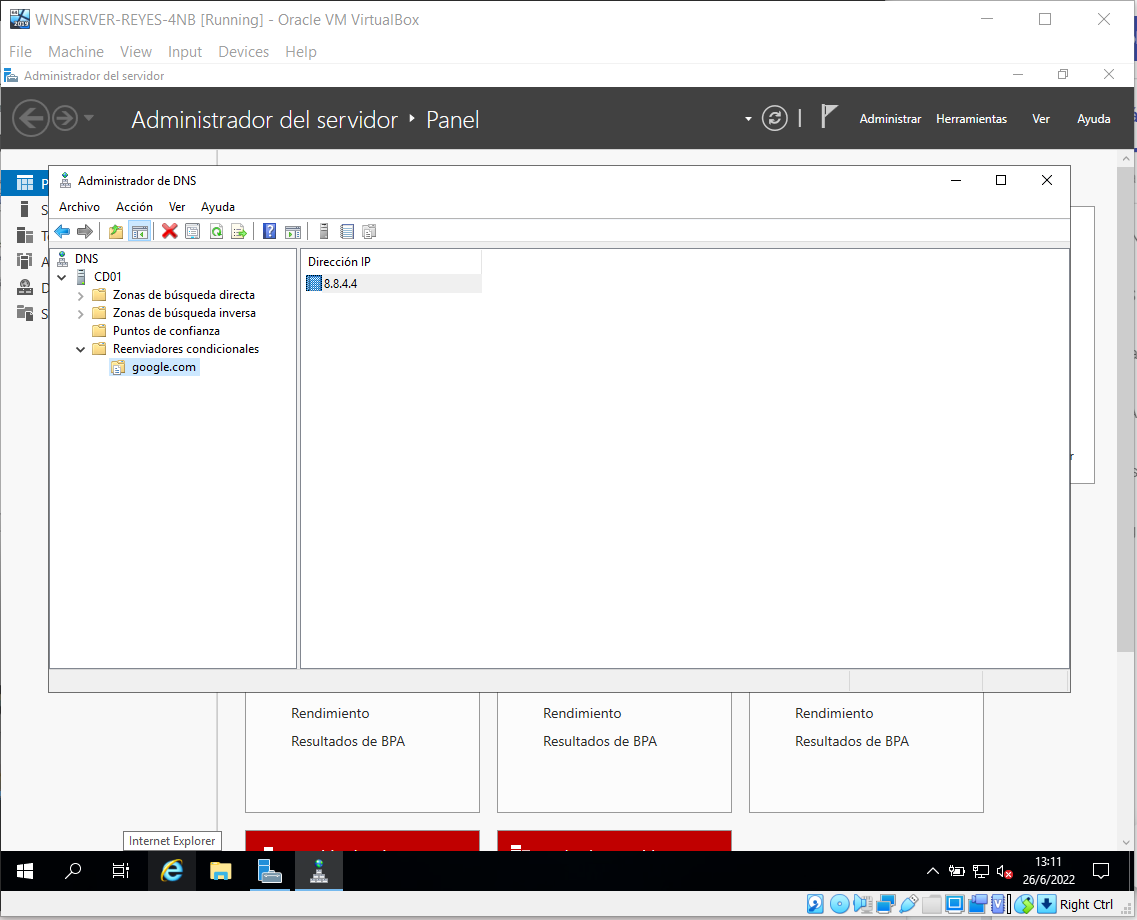 WINSERVER-REYES-4NB [Running] - Oracle VM VirtualBox
File Machine View Input Devices Help
Administrador del servidor
Administrador del servidor Panel
Administrar Herramientas Ver Ayuda
Administrador de DNS
Archivo Acción Ver Ayuda
DNS
CD01
Zonas de búsqueda directa
Zonas de búsqueda inversa
Puntos de confianza
Reenviadores condicionales
google.com
Dirección IP
8.8.4.4
P
S
T
A
D
S
r
Rendimiento Rendimiento Rendimiento
Resultados de BPA Resultados de BPA Resultados de BPA
Internet Explorer
13:11
26/6/2022
Right Ctrl